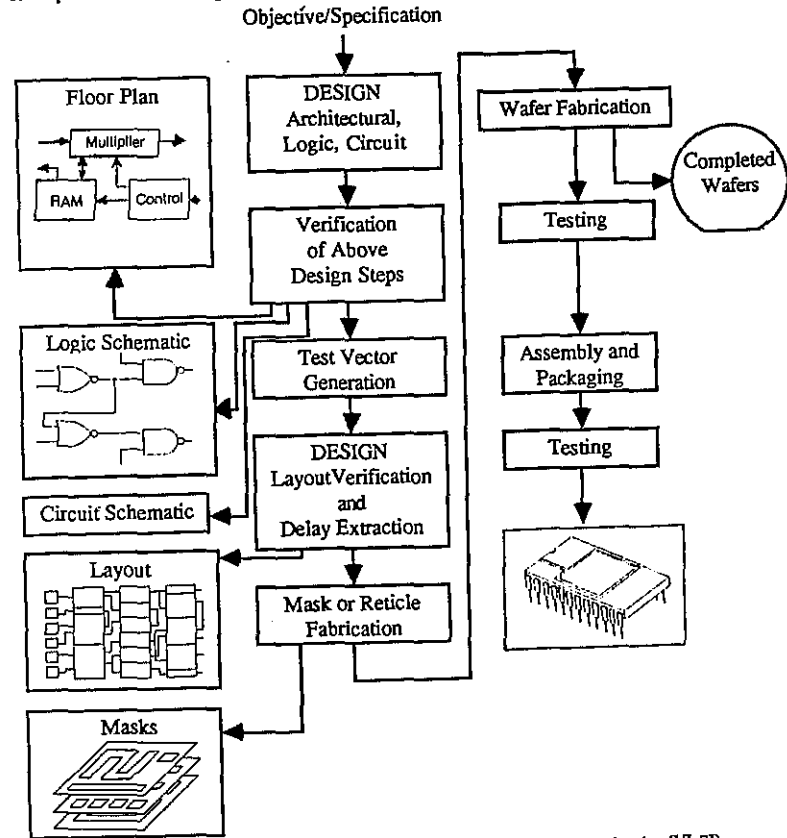 Objective/Specification
DESIGN
Architectural,
Logic, Circuit
Verification
of Above
Design Steps
Test Vector
Generation
DESIGN
LayoutVerification
and
Delay Extraction
Mask or Reticle
Fabrication
Floor Plan
Multiplier
RAM
Control
Logic Schematic
Circuit Schematic
Layout
Masks
Wafer Fabrication
Completed
Wafers
Testing
Assembly and
Packaging
Testing